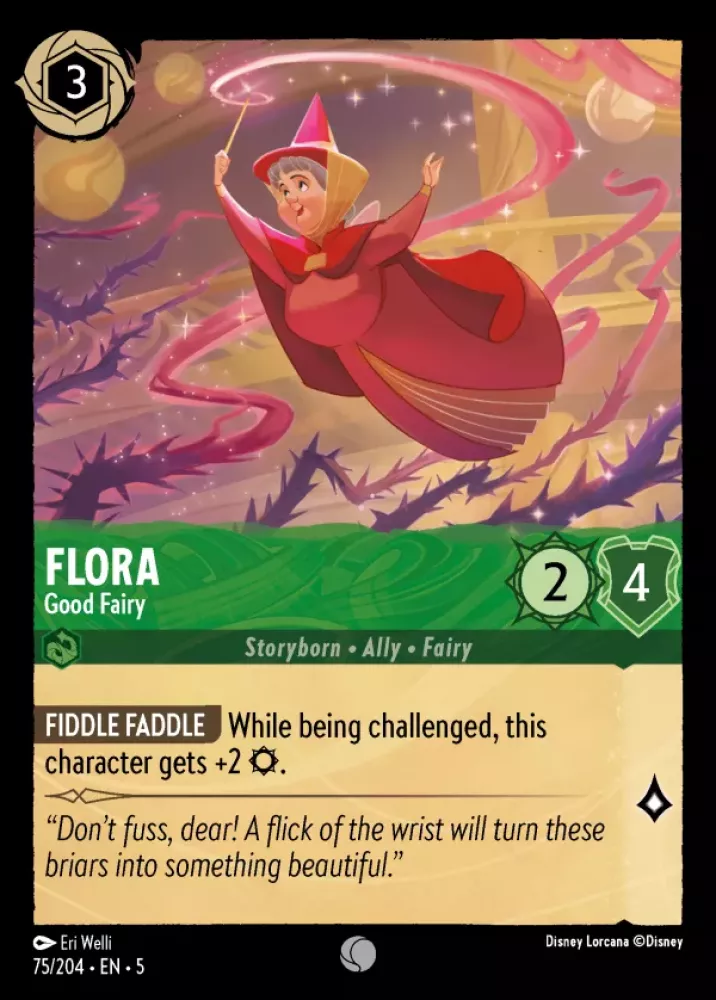 3
FLORA
Good Fairy
2
4
Storyborn • Ally • Fairy
FIDDLE FADDLE While being challenged, this
character gets +2 .
“Don’t fuss, dear! A flick of the wrist will turn these
briars into something beautiful.”
Eri Welli
Disney Lorcana ©Disney
75/204 • EN • 5